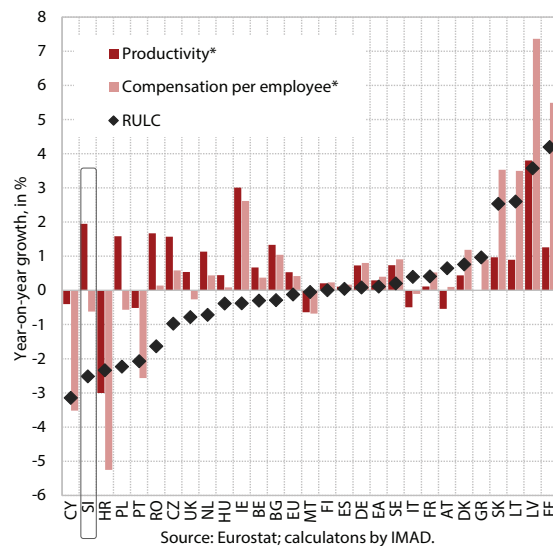 8
7
6
5
4
3
2
1
0
-1
-2
-3
-4
-5
-6
Year-on-year growth, in %
Productivity*
Compensation per employee*
RULC
CY SI HR PL PT RO CZ UK NL HU IE BE BG EU MT FI ES DE EA SE IT FR AT DK GR SK LT LV EE
Source: Eurostat; calculatons by IMAD.